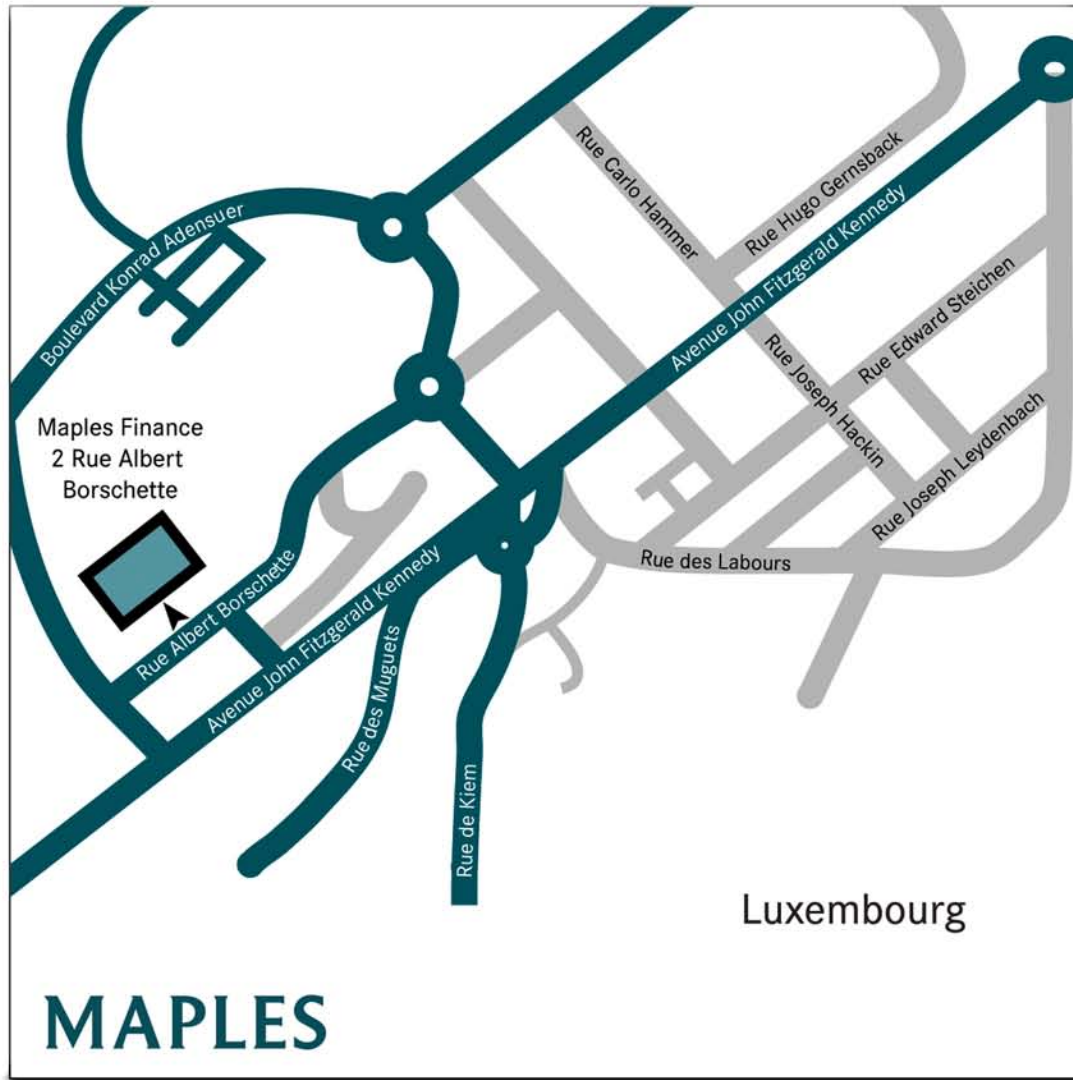 Rue Carlo Hammer
Rue Hugo Gernsback
Boulevard Konrad Adensuer
Avenue John Fitzgerald Kennedy
Rue Edward Steichen
Rue Joseph Hackin
Rue Joseph Leydenbach
Maples Finance
2 Rue Albert
Borschette
Rue des Labours
Rue Albert Borschette
Avenue John Fitzgerald Kennedy
Rue des Muguets
Rue de Kiem
Luxembourg
MAPLES